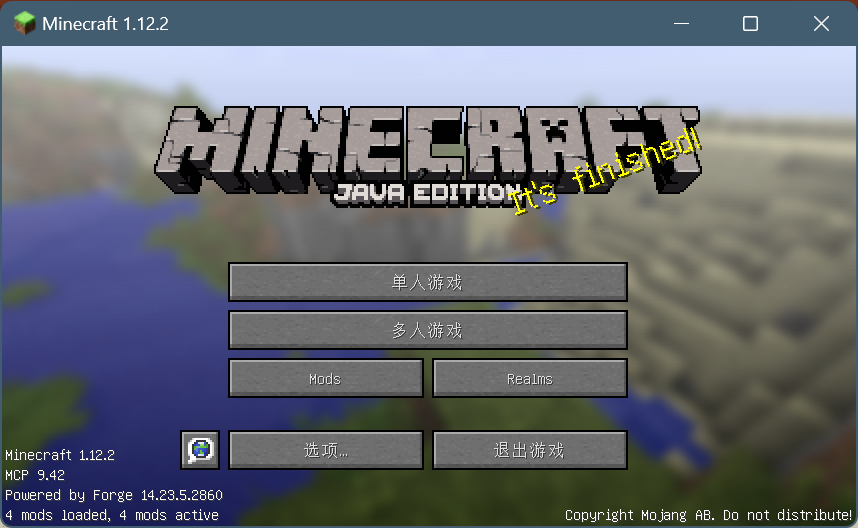 Minecraft 1.12.2
MINECRAFT
JAVA EDITION
It's finished!
单人游戏
多人游戏
Mods
Realms
选项...
退出游戏
Minecraft 1.12.2
MCP 9.42
Powered by Forge 14.23.5.2860
4 mods loaded, 4 mods active
Copyright Mojang AB. Do not distribute!